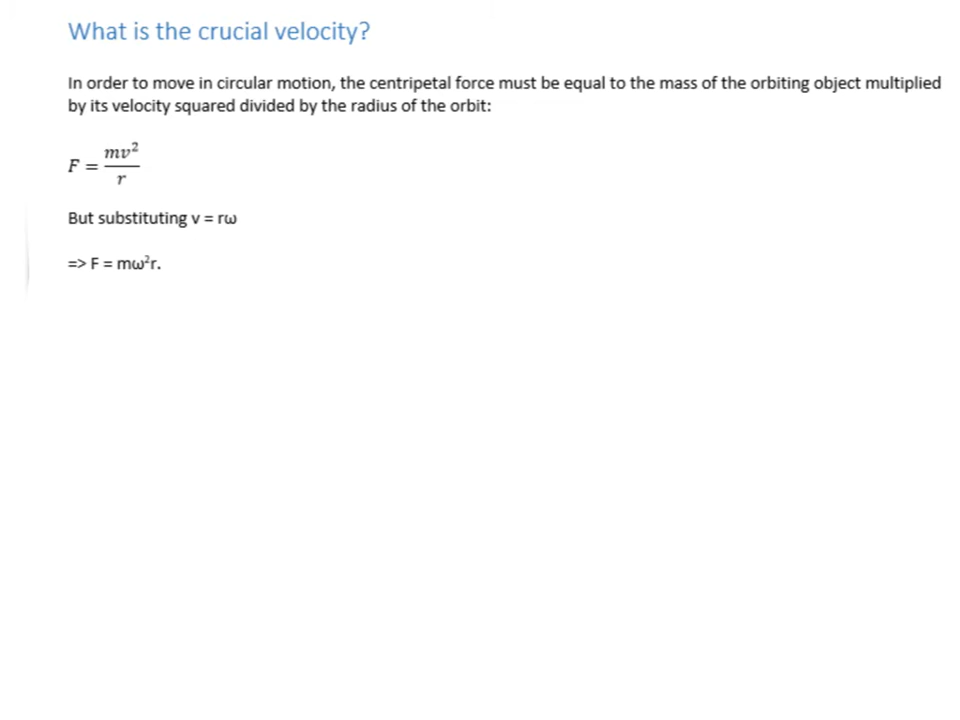 What is the crucial velocity?
In order to move in circular motion, the centripetal force must be equal to the mass of the orbiting object multiplied
by its velocity squared divided by the radius of the orbit:
F = mv²/r
But substituting v = rω
=> F = mω²r.